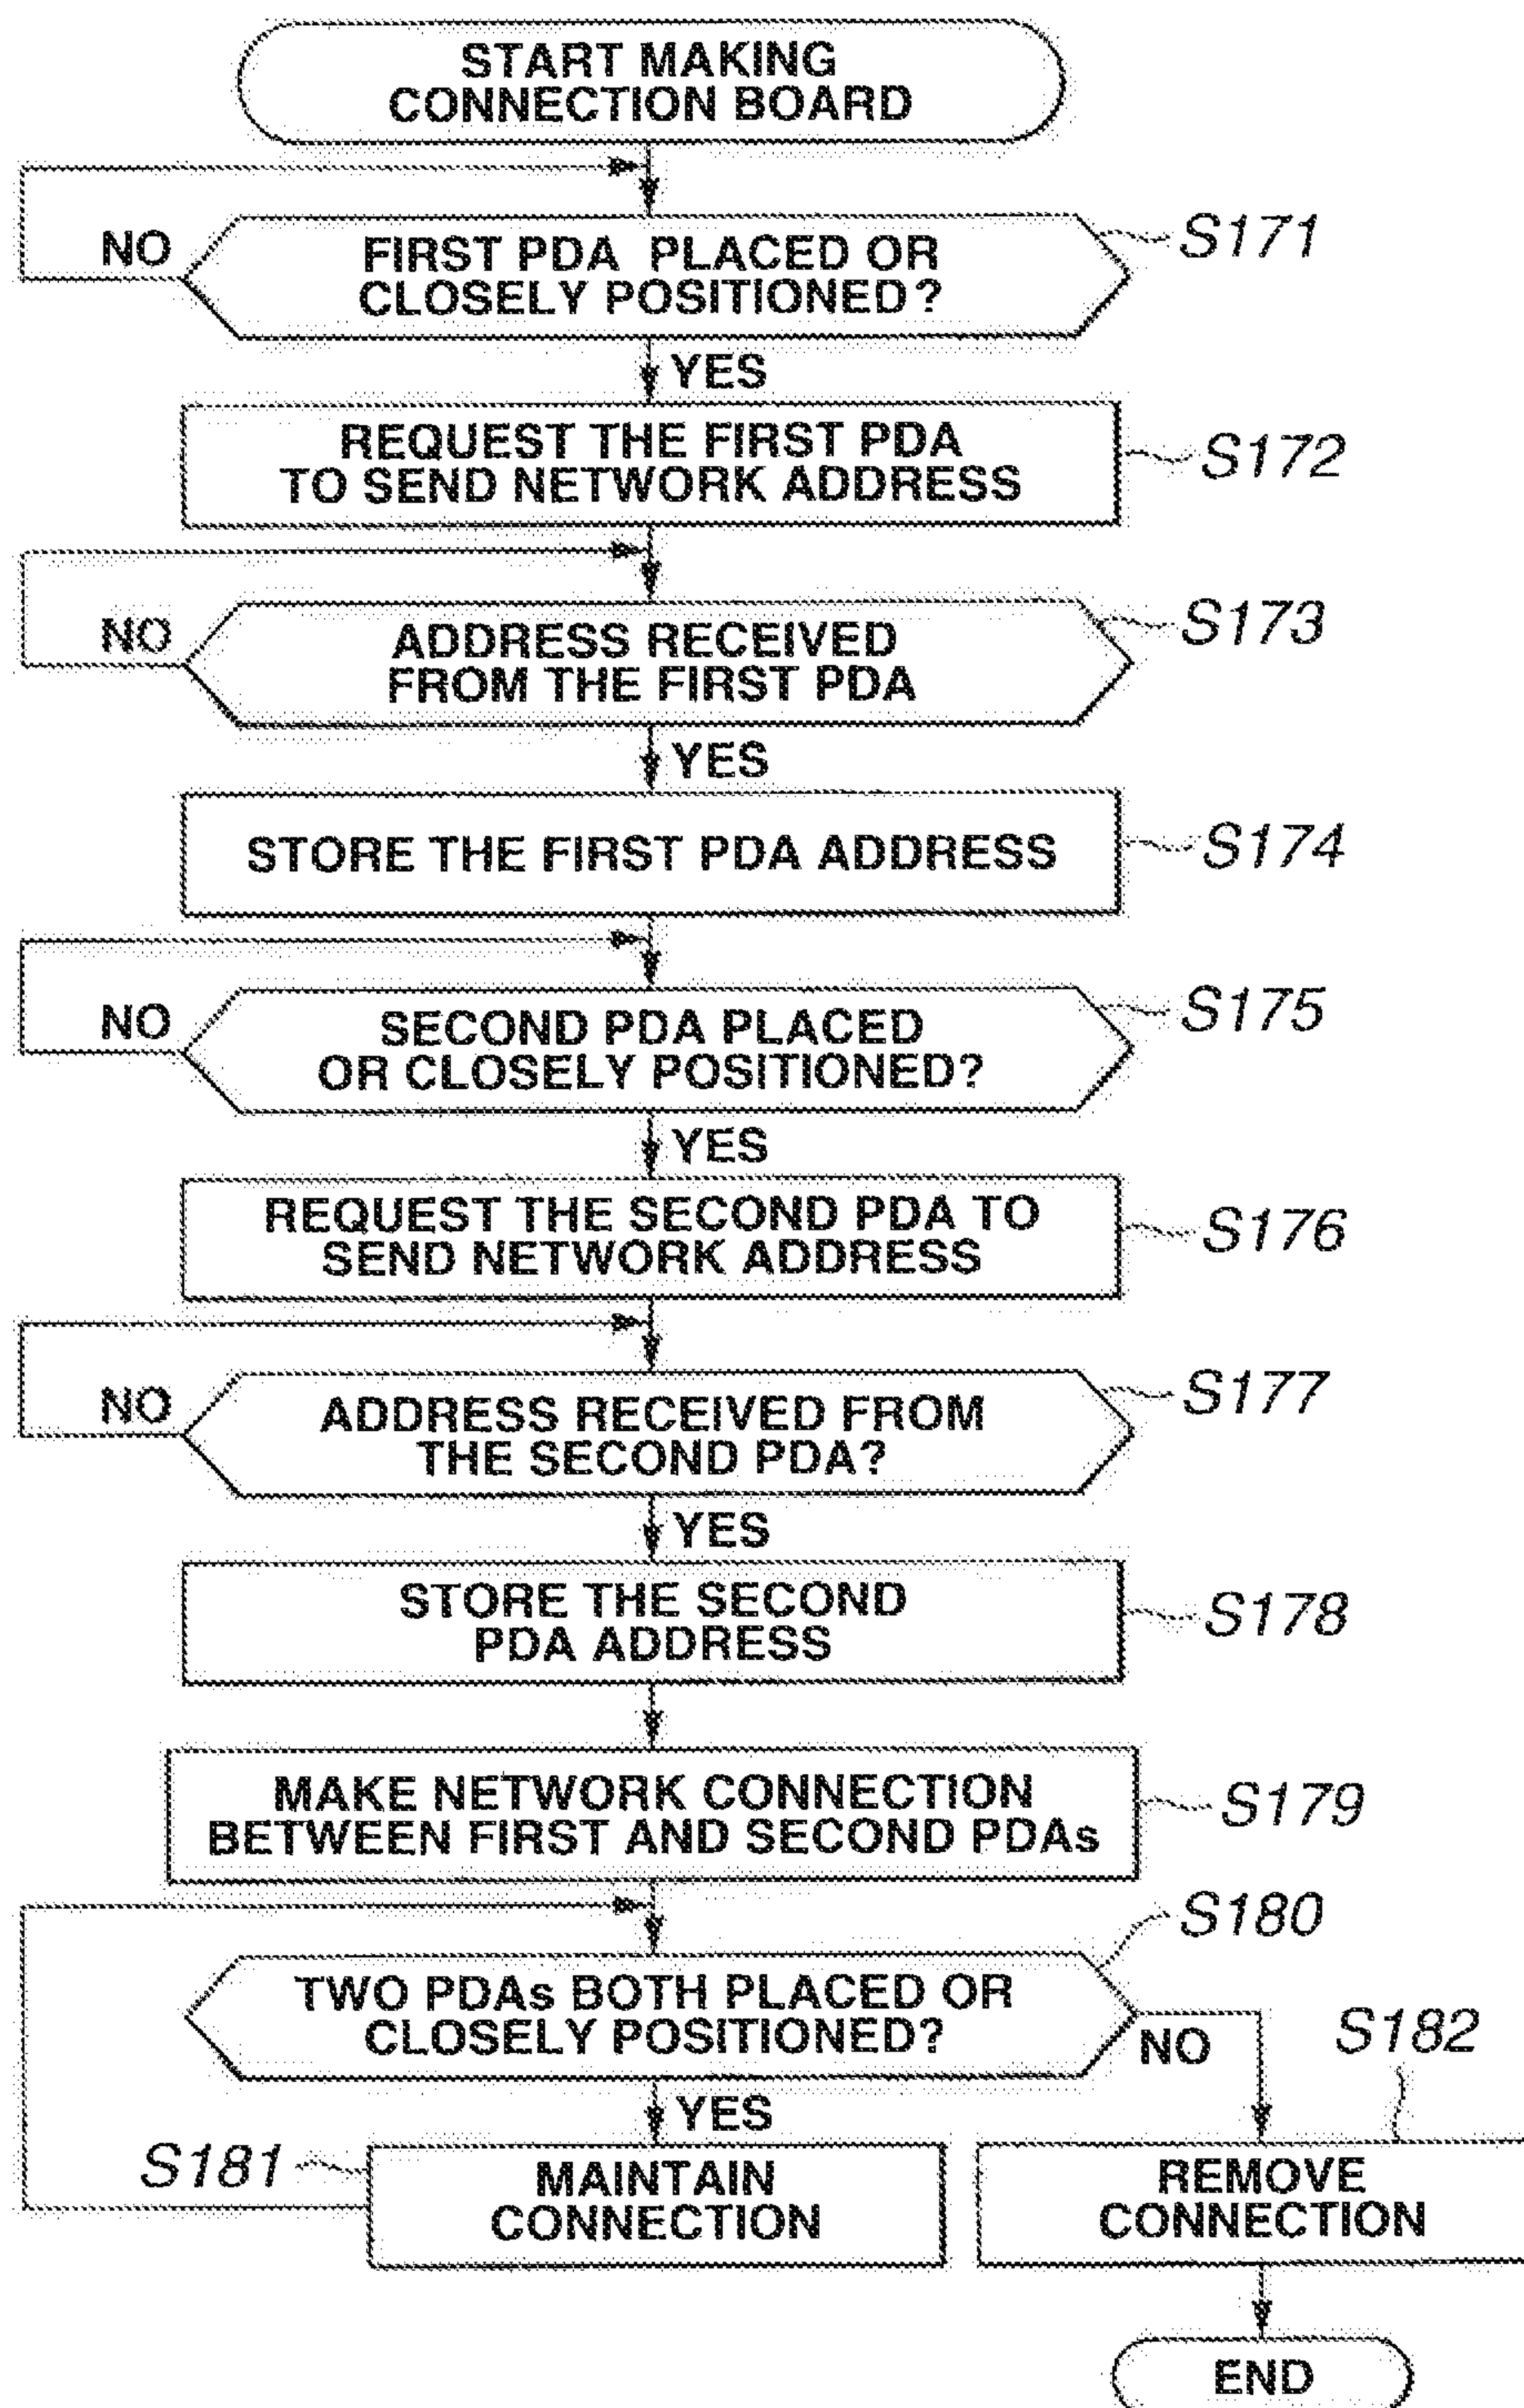 START MAKING
CONNECTION BOARD
NO
FIRST PDA PLACED OR
CLOSELY POSITIONED?
S171
YES
REQUEST THE FIRST PDA
TO SEND NETWORK ADDRESS
S172
NO
ADDRESS RECEIVED
FROM THE FIRST PDA
S173
YES
STORE THE FIRST PDA ADDRESS
S174
NO
SECOND PDA PLACED
OR CLOSELY POSITIONED?
S175
YES
REQUEST THE SECOND PDA TO
SEND NETWORK ADDRESS
S176
NO
ADDRESS RECEIVED FROM
THE SECOND PDA?
S177
YES
STORE THE SECOND
PDA ADDRESS
S178
MAKE NETWORK CONNECTION
BETWEEN FIRST AND SECOND PDAs
S179
TWO PDAs BOTH PLACED OR
CLOSELY POSITIONED?
S180
NO
S182
YES
S181
MAINTAIN
CONNECTION
REMOVE
CONNECTION
END